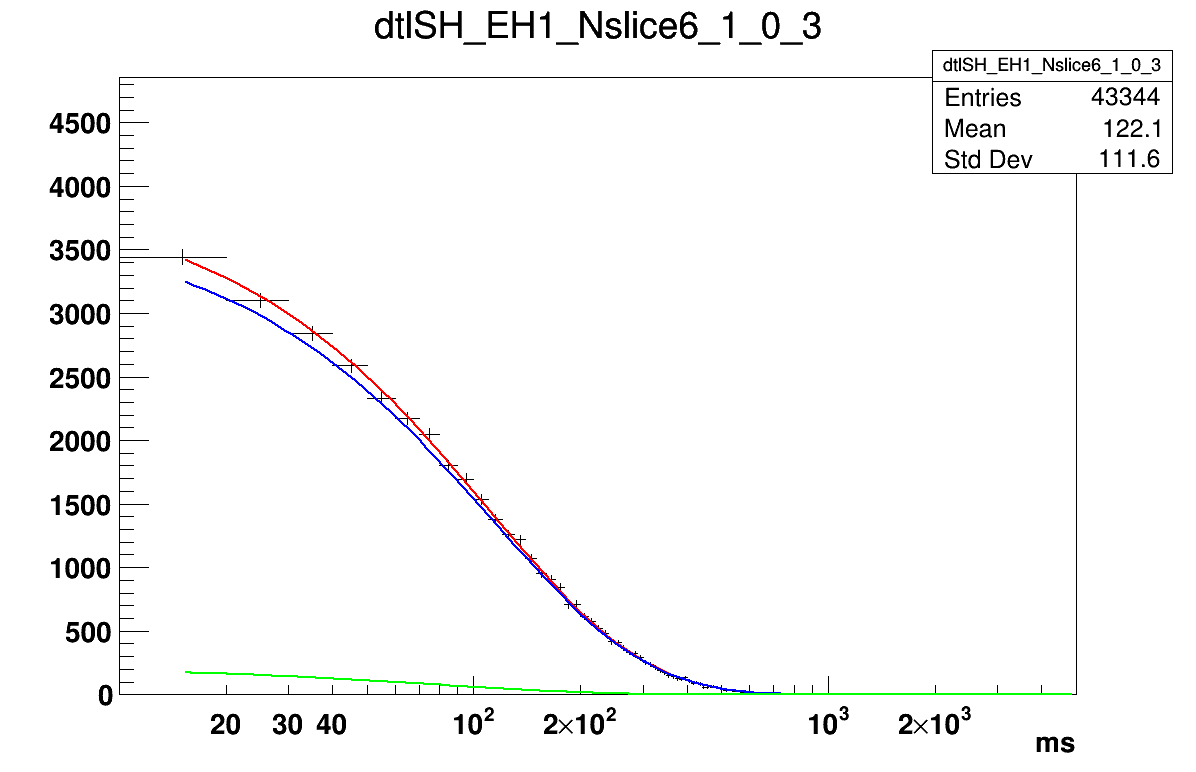 dtlSH_EH1_Nslice6_1_0_3
dtlSH_EH1_Nslice6_1_0_3
Entries 43344
Mean 122.1
Std Dev 111.6
4500
4000
3500
3000
2500
2000
1500
1000
500
0
20 30 40 10² 2×10² 10³ 2×10³
ms